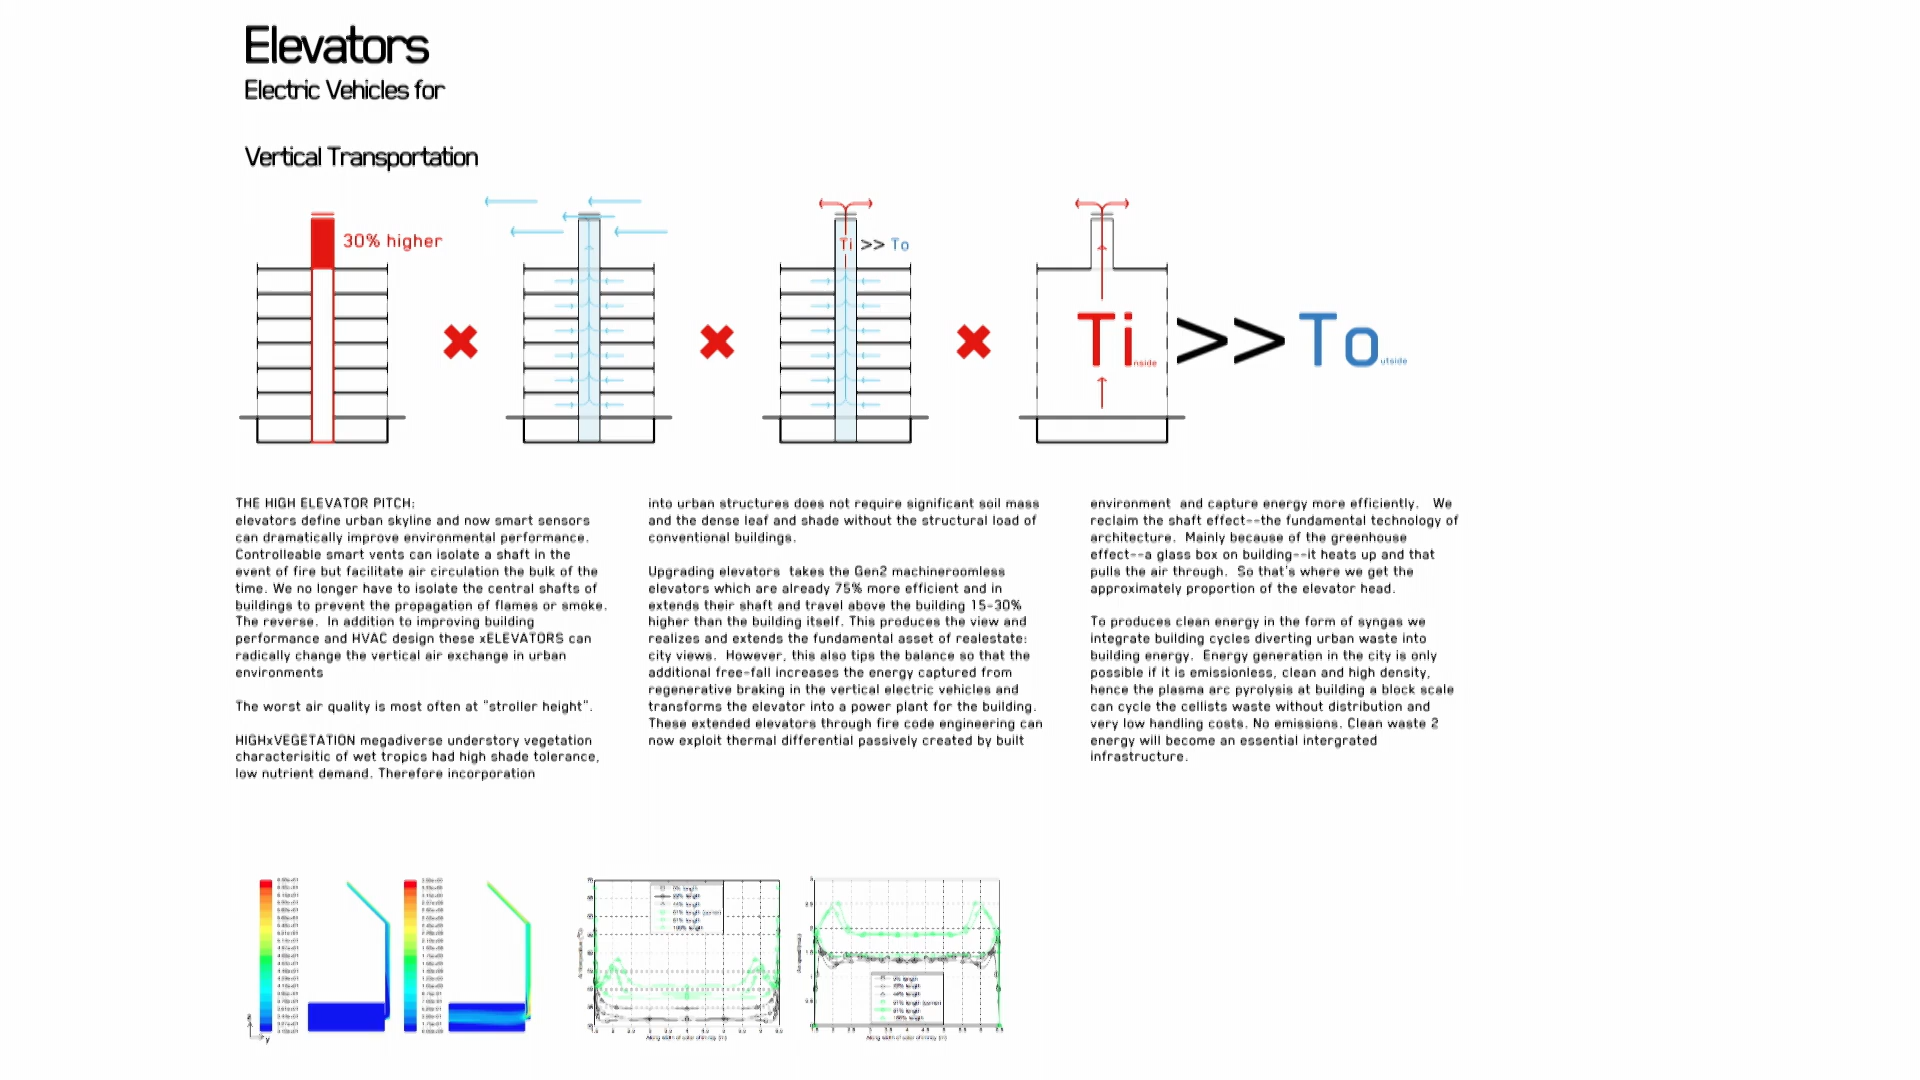 Elevators
Electric Vehicles for
Vertical Transportation
30% higher
Ti >> To
Ti nside >> To utside
THE HIGH ELEVATOR PITCH:
elevators define urban skyline and now smart sensors
can dramatically improve environmental performance.
Controlleable smart vents can isolate a shaft in the
event of fire but facilitate air circulation the bulk of the
time. We no longer have to isolate the central shafts of
buildings to prevent the propagation of flames or smoke.
The reverse. In addition to improving building
performance and HVAC design these xELEVATORS can
radically change the vertical air exchange in urban
environments
The worst air quality is most often at "stroller height".
HIGHxVEGETATION megadiverse understory vegetation
characterisitic of wet tropics had high shade tolerance,
low nutrient demand. Therefore incorporation
into urban structures does not require significant soil mass
and the dense leaf and shade without the structural load of
conventional buildings.
Upgrading elevators takes the Gen2 machineroomless
elevators which are already 75% more efficient and in
extends their shaft and travel above the building 15-30%
higher than the building itself. This produces the view and
realizes and extends the fundamental asset of realestate:
city views. However, this also tips the balance so that the
additional free-fall increases the energy captured from
regenerative braking in the vertical electric vehicles and
transforms the elevator into a power plant for the building.
These extended elevators through fire code engineering can
now exploit thermal differential passively created by built
environment and capture energy more efficiently. We
reclaim the shaft effect--the fundamental technology of
architecture. Mainly because of the greenhouse
effect--a glass box on building--it heats up and that
pulls the air through. So that's where we get the
approximately proportion of the elevator head.
To produces clean energy in the form of syngas we
integrate building cycles diverting urban waste into
building energy. Energy generation in the city is only
possible if it is emissionless, clean and high density,
hence the plasma arc pyrolysis at building a block scale
can cycle the cellists waste without distribution and
very low handling costs. No emissions. Clean waste 2
energy will become an essential intergrated
infrastructure.